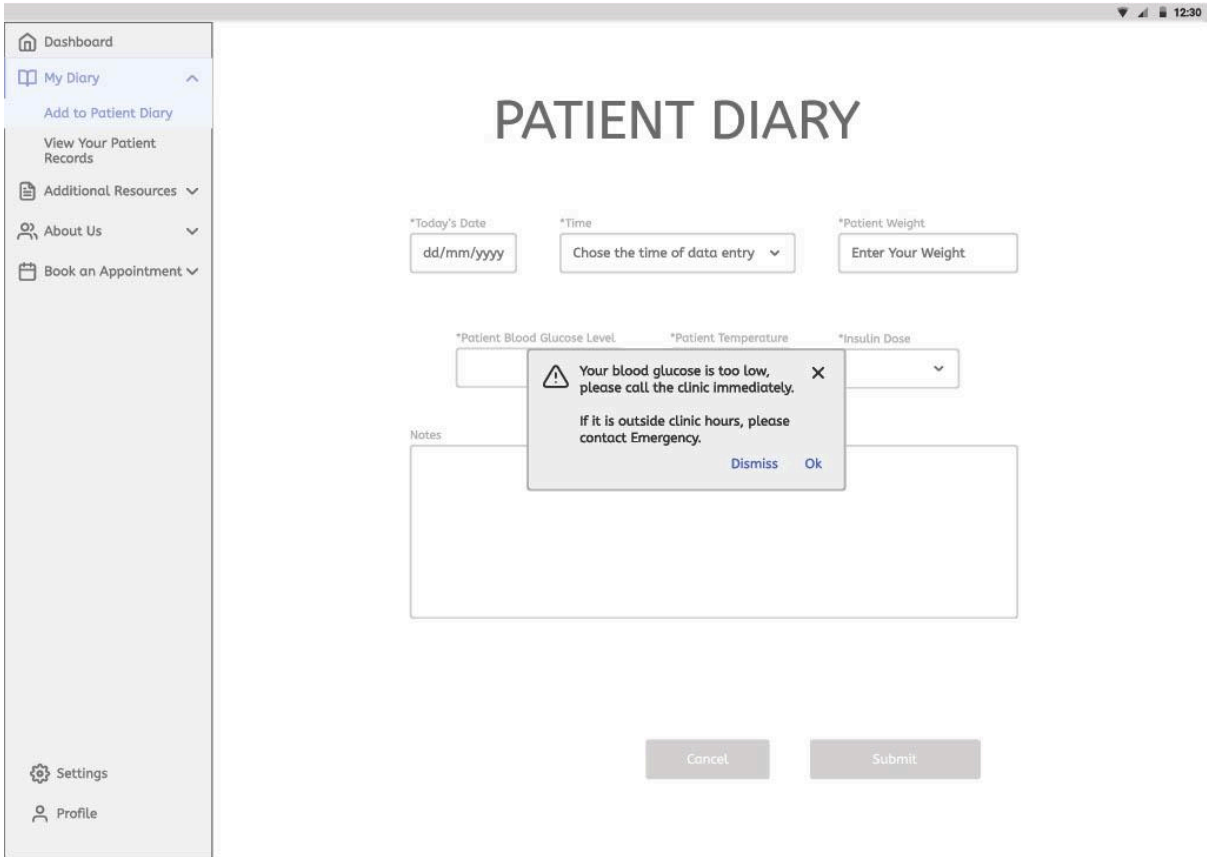 12:30
Dashboard
My Diary
Add to Patient Diary
View Your Patient
Records
Additional Resources
About Us
Book an Appointment
Settings
Profile
PATIENT DIARY
*Today's Date
*Time
*Patient Weight
dd/mm/yyyy
Chose the time of data entry
Enter Your Weight
*Patient Blood Glucose Level
*Patient Temperature
*Insulin Dose
Your blood glucose is too low,
please call the clinic immediately.
If it is outside clinic hours, please
contact Emergency.
Dismiss
Ok
Notes
Cancel
Submit